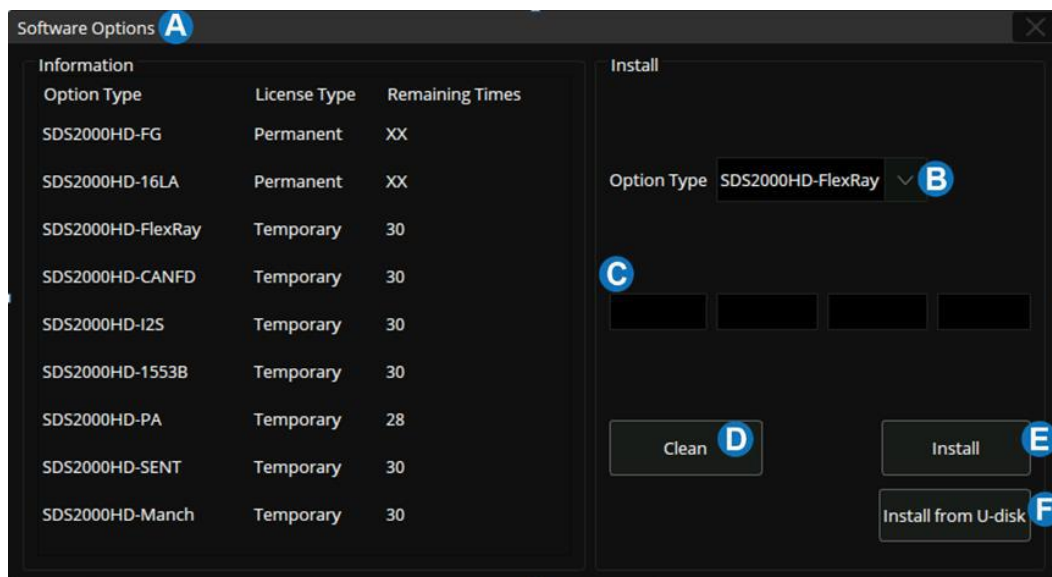 Software Options A
Information
Option Type License Type Remaining Times
SDS2000HD-FG Permanent XX
SDS2000HD-16LA Permanent XX
SDS2000HD-FlexRay Temporary 30
SDS2000HD-CANFD Temporary 30
SDS2000HD-I2S Temporary 30
SDS2000HD-1553B Temporary 30
SDS2000HD-PA Temporary 28
SDS2000HD-SENT Temporary 30
SDS2000HD-Manch Temporary 30
Install
Option Type SDS2000HD-FlexRay B
C
Clean D Install E
Install from U-disk F